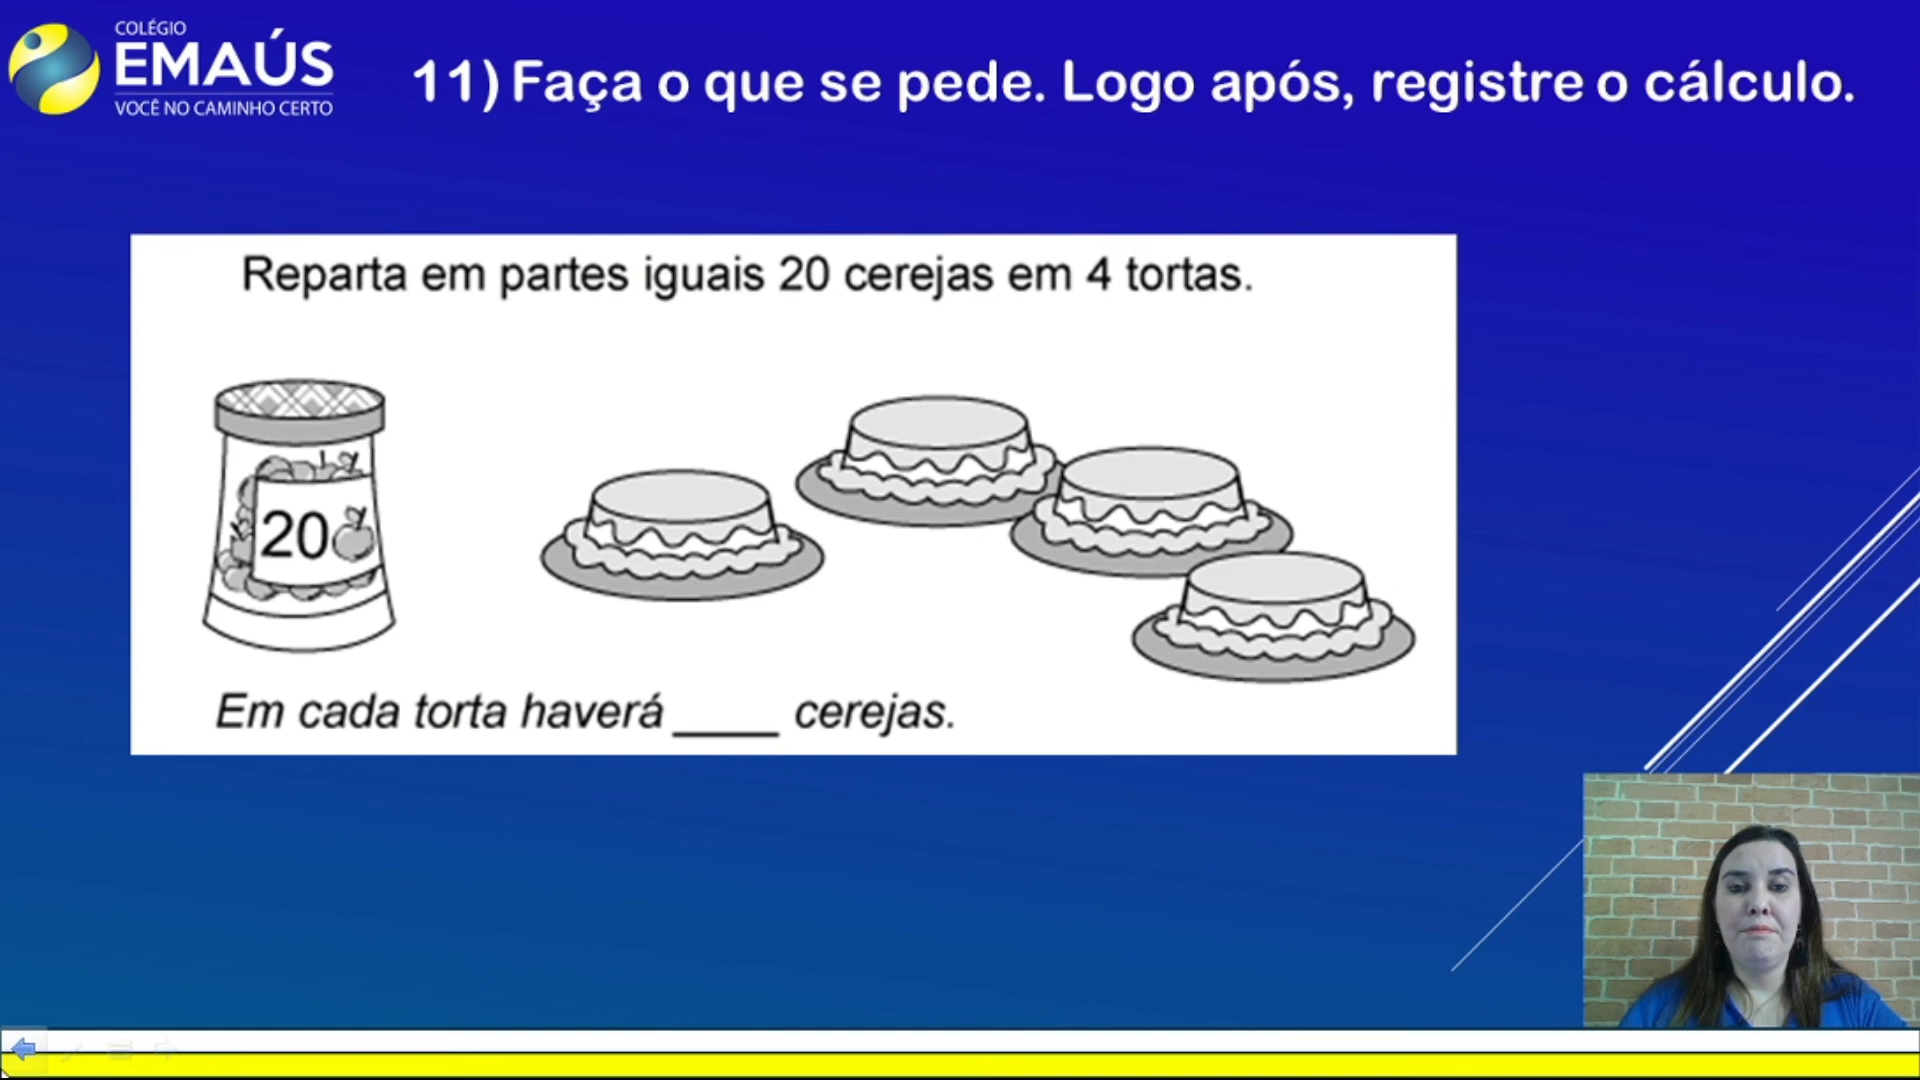 COLÉGIO
EMAÚS
VOCÊ NO CAMINHO CERTO
11) Faça o que se pede. Logo após, registre o cálculo.
Reparta em partes iguais 20 cerejas em 4 tortas.
20
Em cada torta haverá ____ cerejas.